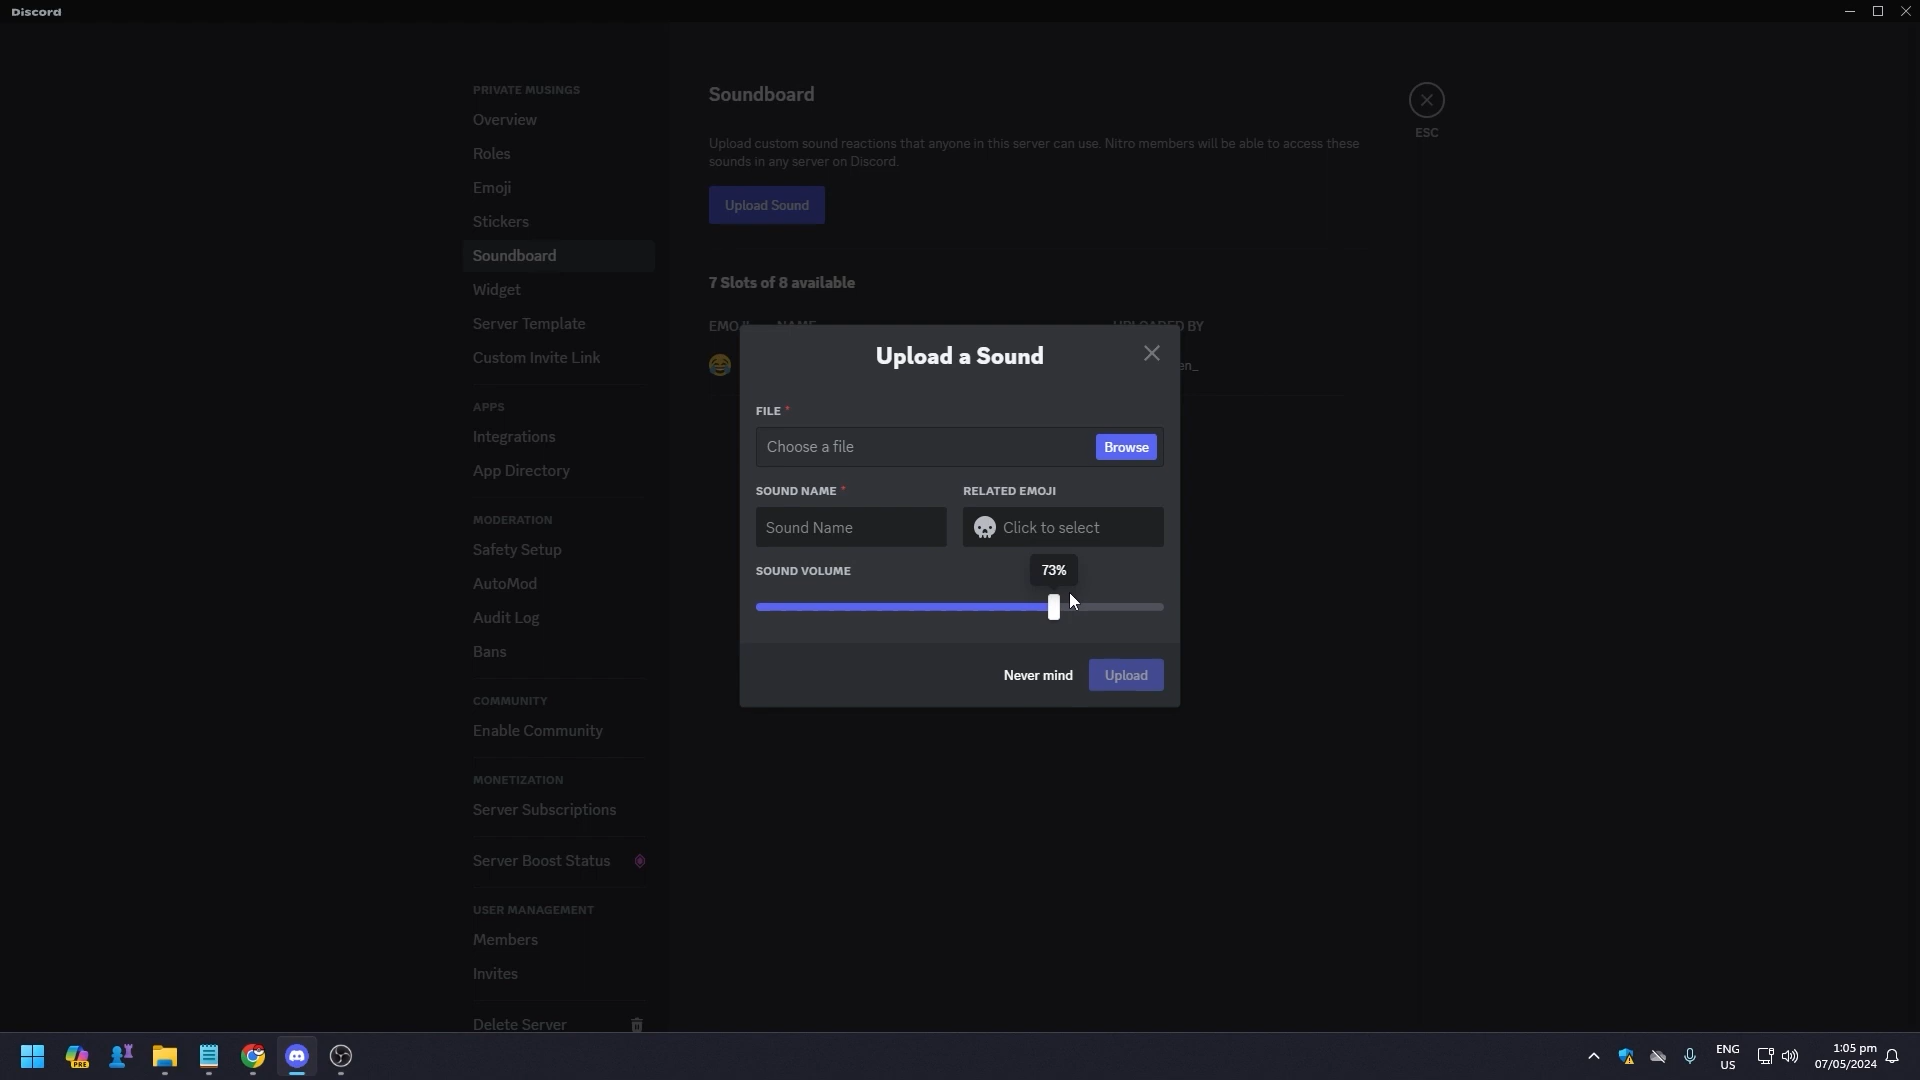 Discord
PRIVATE MUSINGS
Overview
Roles
Emoji
Stickers
Soundboard
Widget
Server Template
Custom Invite Link
APPS
Integrations
App Directory
MODERATION
Safety Setup
AutoMod
Audit Log
Bans
COMMUNITY
Enable Community
MONETIZATION
Server Subscriptions
Server Boost Status
USER MANAGEMENT
Members
Invites
Delete Server
Soundboard
Upload custom sound reactions that anyone in this server can use. Nitro members will be able to access these
sounds in any server on Discord.
Upload Sound
ESC
7 Slots of 8 available
Upload a Sound
FILE *
Choose a file
Browse
SOUND NAME *
RELATED EMOJI
Sound Name
Click to select
SOUND VOLUME
73%
Never mind
Upload
PRE
ENG
US
1:05 pm
07/05/2024